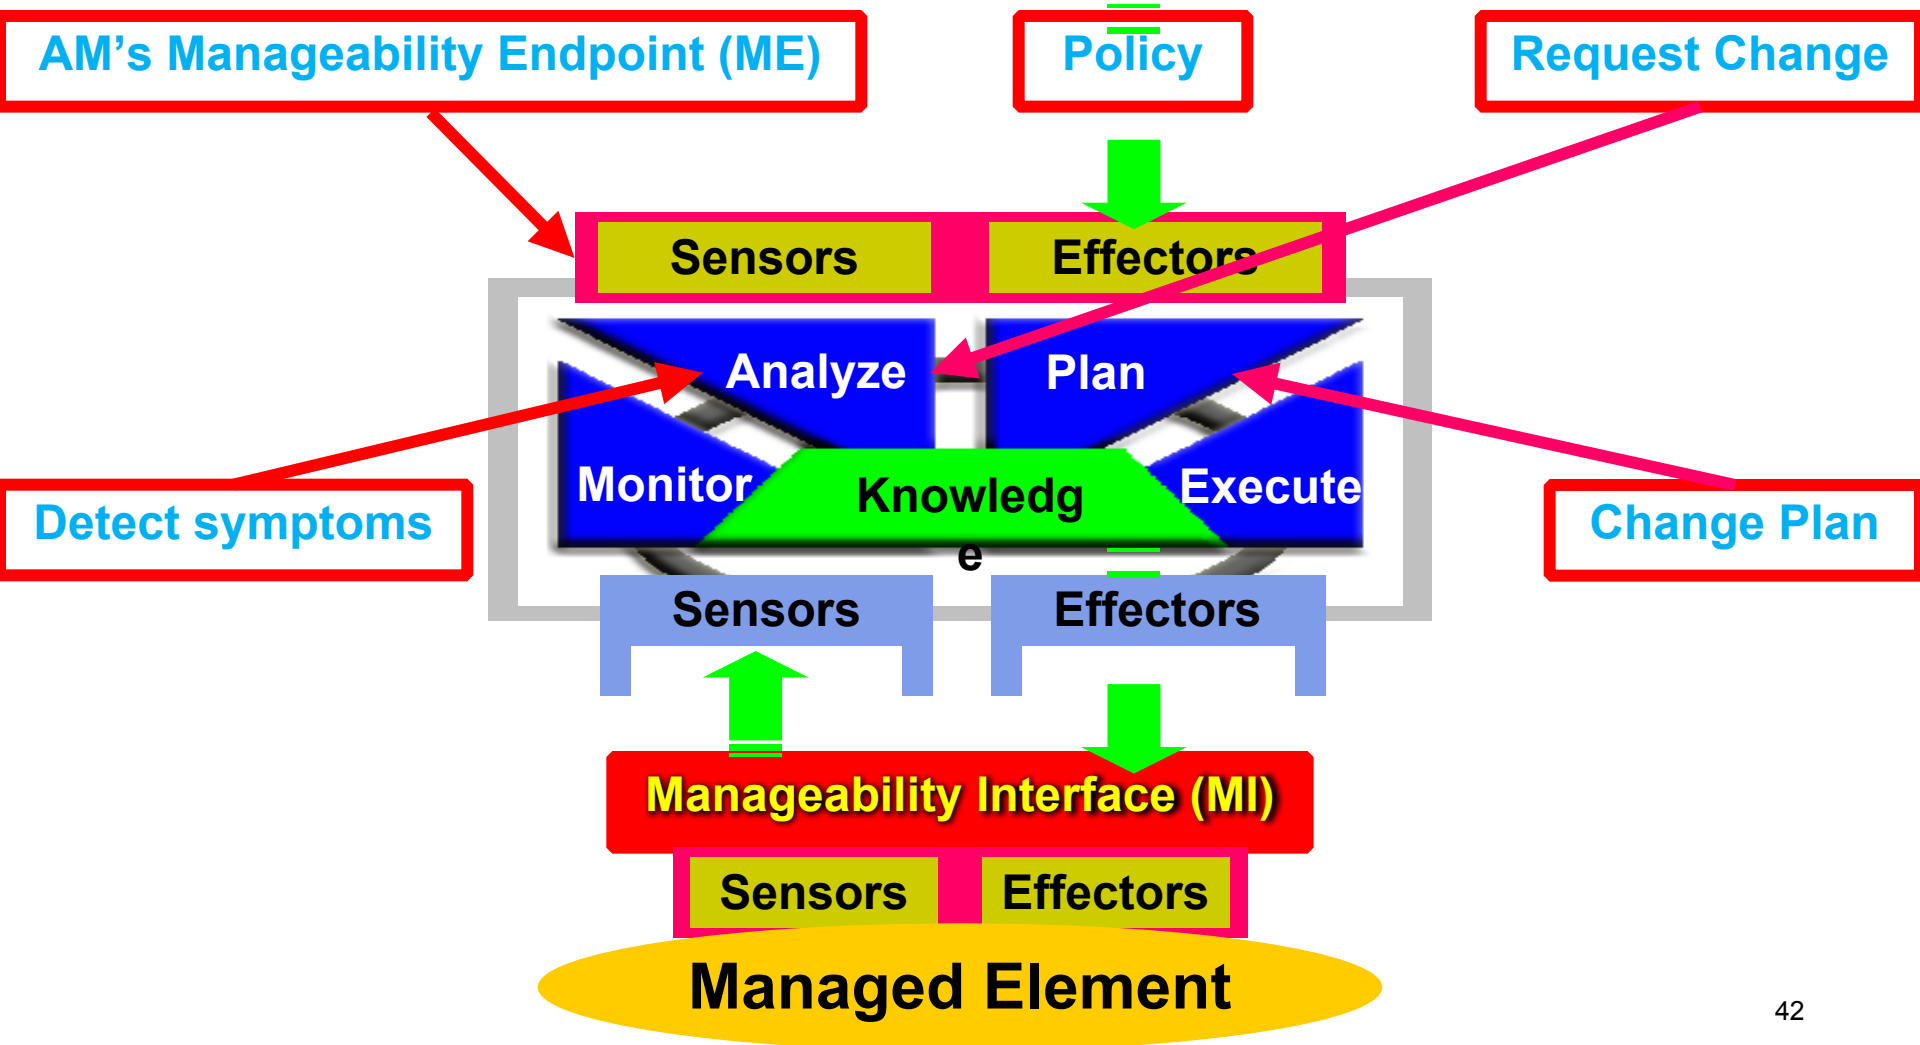 AM’s Manageability Endpoint (ME)
Policy
Request Change
Sensors
Effectors
Analyze
Plan
Monitor
Knowledg
e
Execute
Detect symptoms
Change Plan
Sensors
Effectors
Manageability Interface (MI)
Sensors
Effectors
Managed Element
42